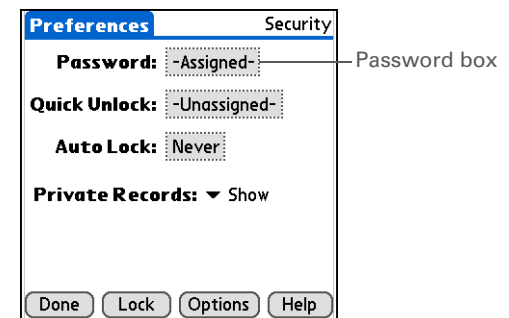 Preferences Security
Password: -Assigned- Password box
Quick Unlock: -Unassigned-
Auto Lock: Never
Private Records: Show
Done Lock Options Help